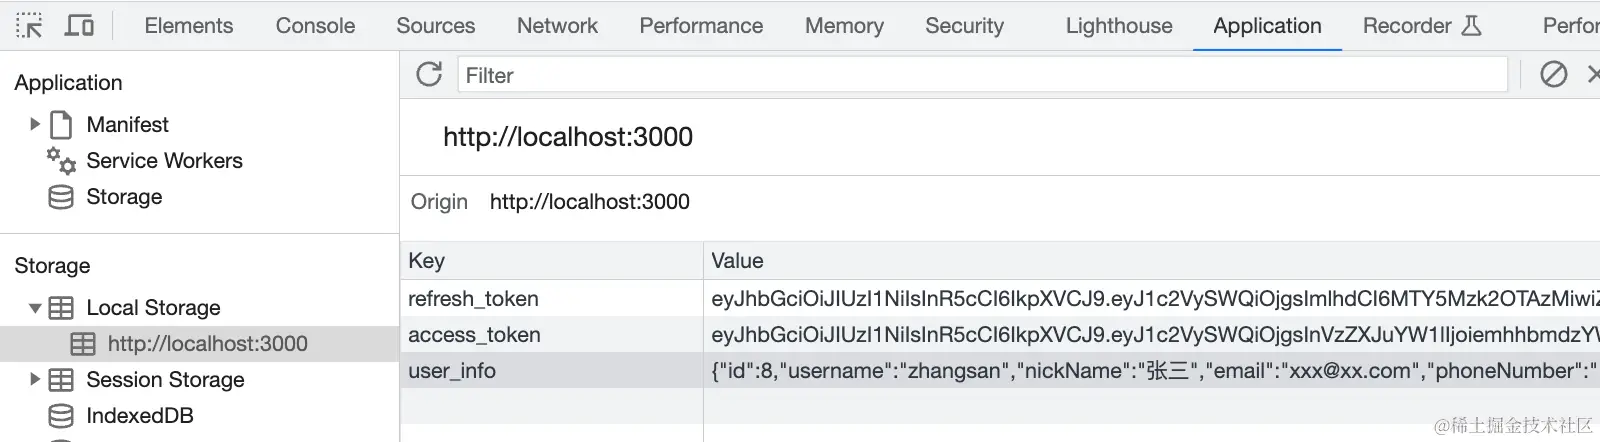 Elements Console Sources Network Performance Memory Security Lighthouse Application Recorder Perfor
Application
Manifest
Service Workers
Storage
Storage
Local Storage
http://localhost:3000
Session Storage
IndexedDB
Filter
http://localhost:3000
Origin http://localhost:3000
Key Value
refresh_token eyJhbGciOiJIUzI1NiIsInR5cCI6IkpXVCJ9.eyJ1c2VySWQiOjgsImlhdCI6MTY5Mzk2OTAzMiwiZ
access_token eyJhbGciOiJIUzI1NiIsInR5cCI6IkpXVCJ9.eyJ1c2VySWQiOjgsInVzZXJuYW1lIjoiemhhbmdzYW
user_info {"id":8,"username":"zhangsan","nickName":"张三","email":"xxx@xx.com","phoneNumber":"
@稀土掘金技术社区